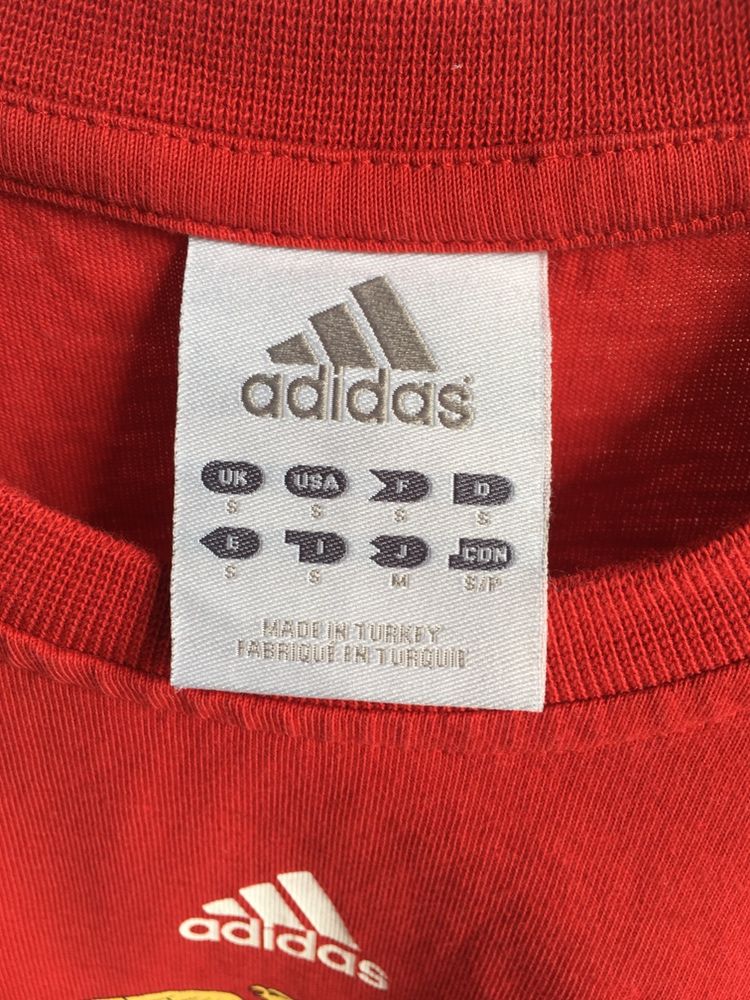 adidas
UK USA F D
S S S S
E I J CDN
S S M S/P
MADE IN TURKEY
FABRIQUE EN TURQUIE
adidas